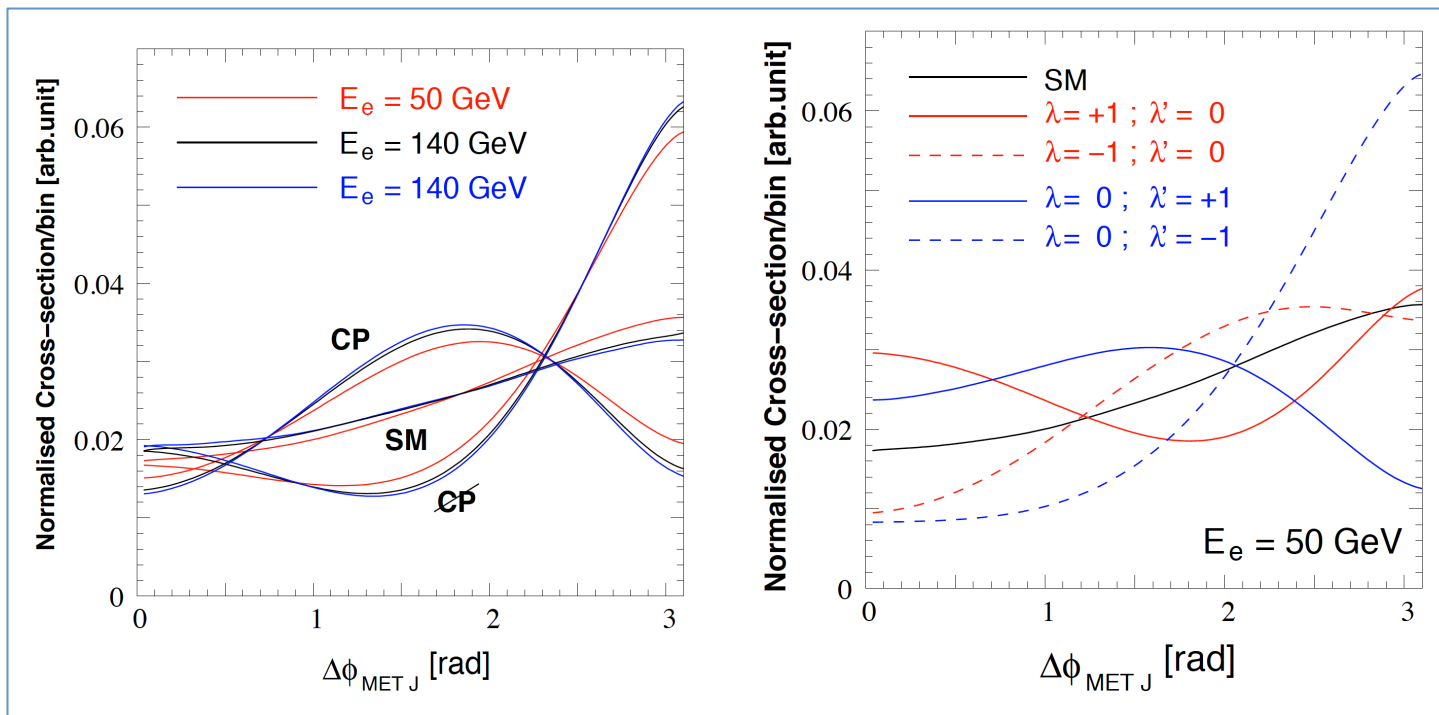 Normalised Cross-section/bin [arb.unit]
0.06
0.04
0.02
0
E_e = 50 GeV
E_e = 140 GeV
E_e = 140 GeV
CP
SM
CP
0 1 2 3
Δϕ_MET J [rad]
Normalised Cross-section/bin [arb.unit]
0.06
0.04
0.02
0
SM
λ= +1 ; λ' = 0
λ= −1 ; λ' = 0
λ= 0 ; λ' = +1
λ= 0 ; λ' = −1
E_e = 50 GeV
0 1 2 3
Δϕ_MET J [rad]